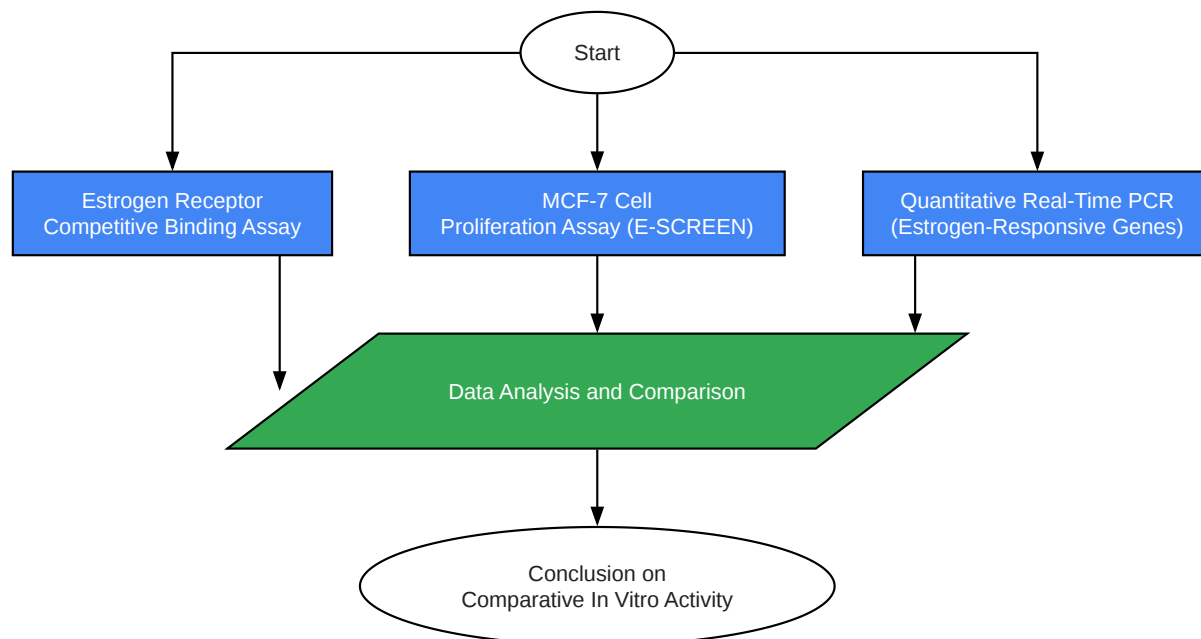 Start
Estrogen Receptor
Competitive Binding Assay
MCF-7 Cell
Proliferation Assay (E-SCREEN)
Quantitative Real-Time PCR
(Estrogen-Responsive Genes)
Data Analysis and Comparison
Conclusion on
Comparative In Vitro Activity